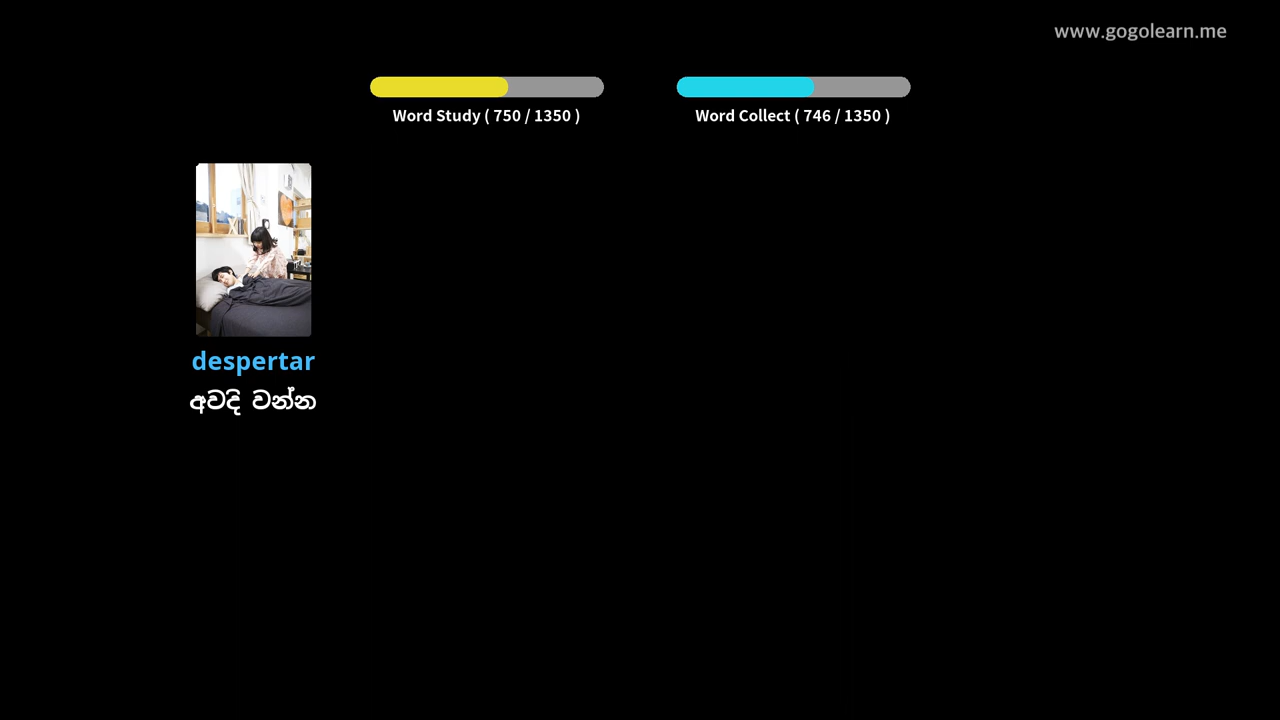 www.gogolearn.me
Word Study ( 750 / 1350 )
Word Collect ( 746 / 1350 )
despertar
අවදි වන්න